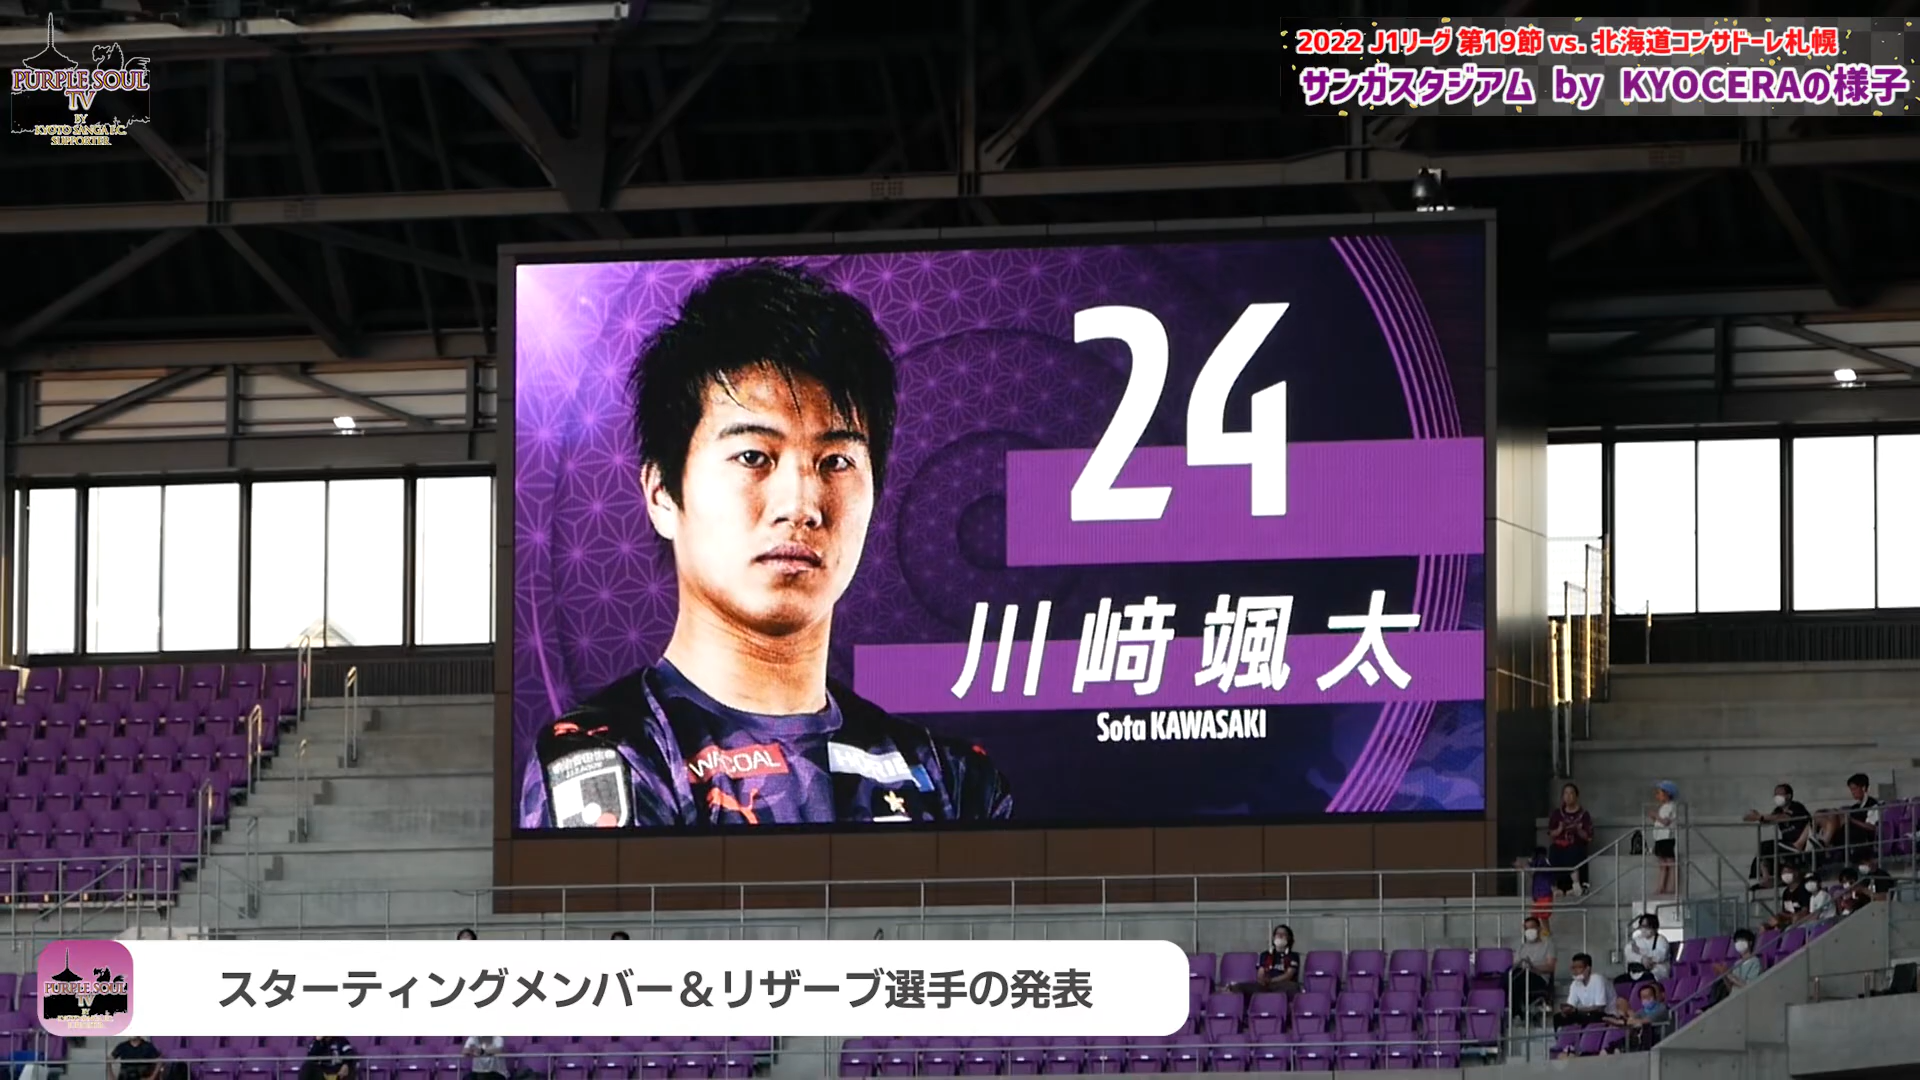 PURPLE SOUL
TV
BY
KYOTO SANGA F.C.
SUPPORTER
2022 J1リーグ 第19節 vs. 北海道コンサドーレ札幌
サンガスタジアム by KYOCERAの様子
24
川﨑颯太
Sota KAWASAKI
WACOAL
スターティングメンバー＆リザーブ選手の発表
PURPLE SOUL
TV
BY